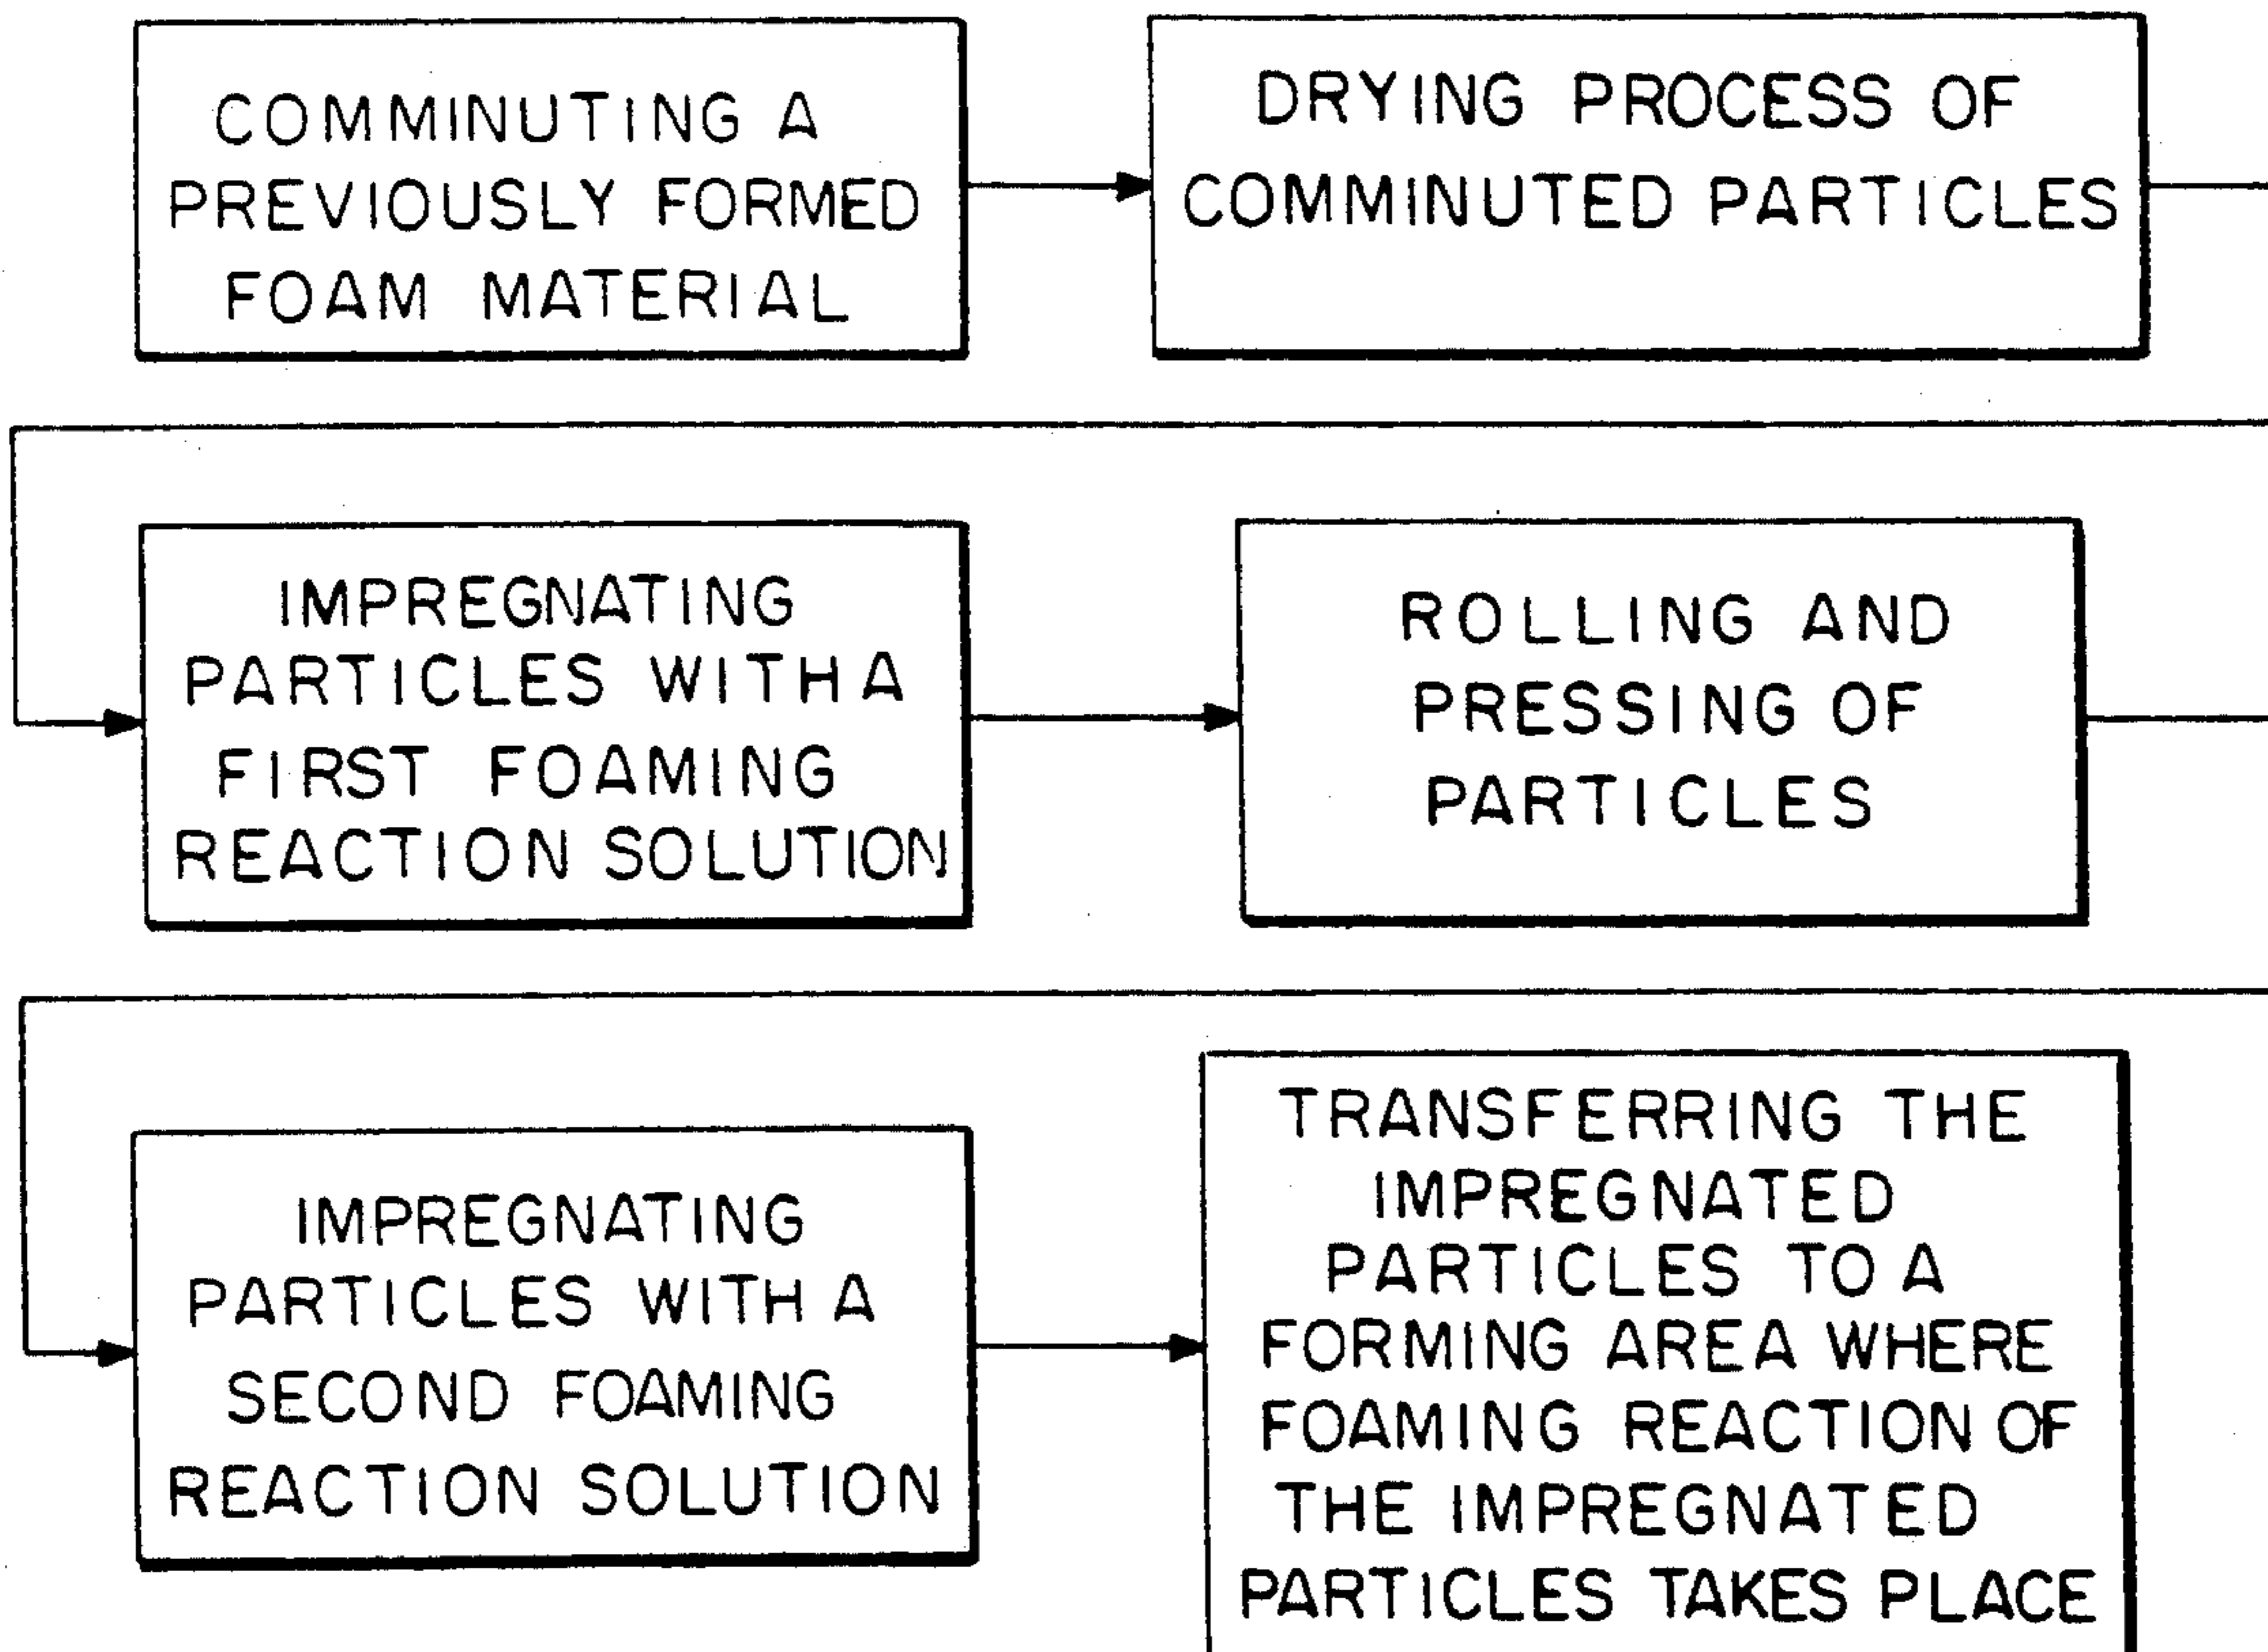 COMMINUTING A
PREVIOUSLY FORMED
FOAM MATERIAL
DRYING PROCESS OF
COMMINUTED PARTICLES
IMPREGNATING
PARTICLES WITH A
FIRST FOAMING
REACTION SOLUTION
ROLLING AND
PRESSING OF
PARTICLES
IMPREGNATING
PARTICLES WITH A
SECOND FOAMING
REACTION SOLUTION
TRANSFERRING THE
IMPREGNATED
PARTICLES TO A
FORMING AREA WHERE
FOAMING REACTION OF
THE IMPREGNATED
PARTICLES TAKES PLACE